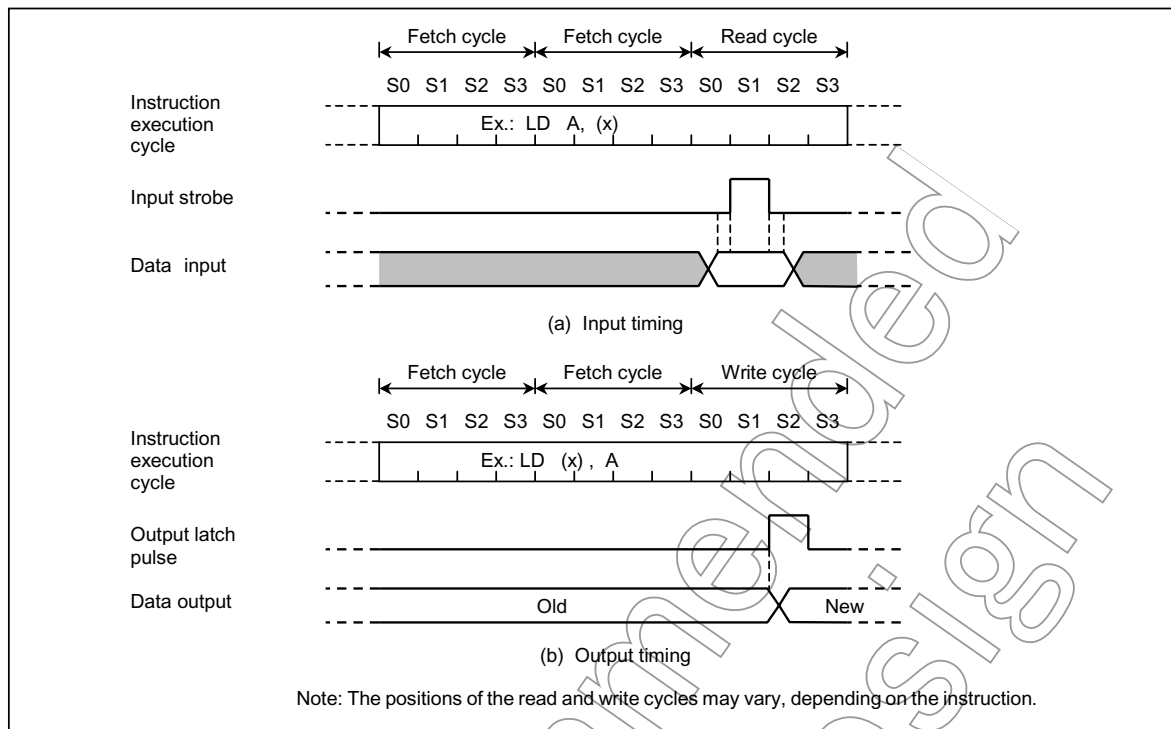 Fetch cycle Fetch cycle Read cycle
S0 S1 S2 S3 S0 S1 S2 S3 S0 S1 S2 S3
Instruction
execution
cycle
Ex.: LD A, (x)
Input strobe
Data input
(a) Input timing
Fetch cycle Fetch cycle Write cycle
S0 S1 S2 S3 S0 S1 S2 S3 S0 S1 S2 S3
Instruction
execution
cycle
Ex.: LD (x) , A
Output latch
pulse
Data output
Old
New
(b) Output timing
Note: The positions of the read and write cycles may vary, depending on the instruction.